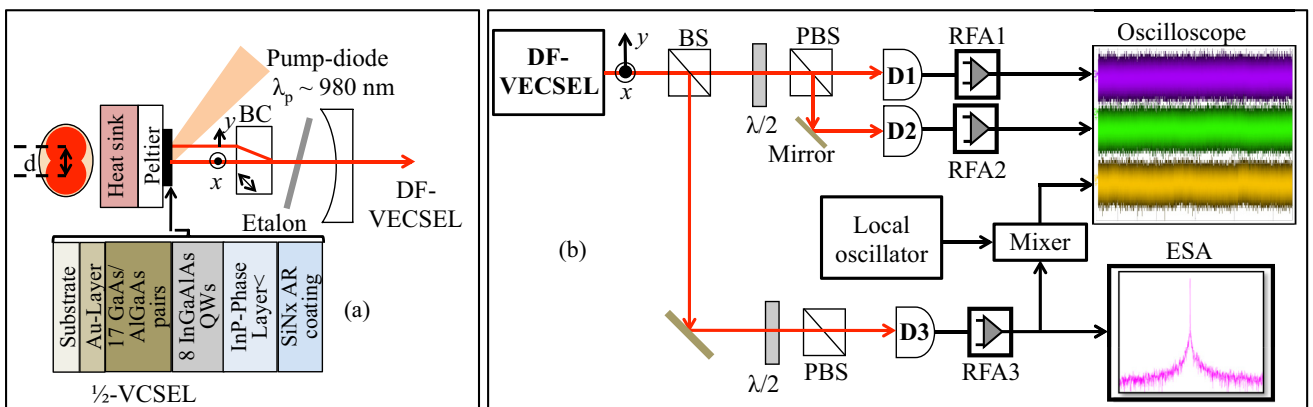 Pump-diode
λp ~ 980 nm
y
BC
d
Heat sink
Peltier
x
Etalon
DF-
VECSEL
Substrate
Au-Layer
17 GaAs/
AlGaAs
pairs
8 InGaAlAs
QWs
InP-Phase
Layer<
SiNx AR
coating
(a)
½-VCSEL
DF-
VECSEL
y
x
BS
PBS
λ/2
Mirror
D1
RFA1
D2
RFA2
Oscilloscope
(b)
Local
oscillator
Mixer
ESA
λ/2
PBS
D3
RFA3